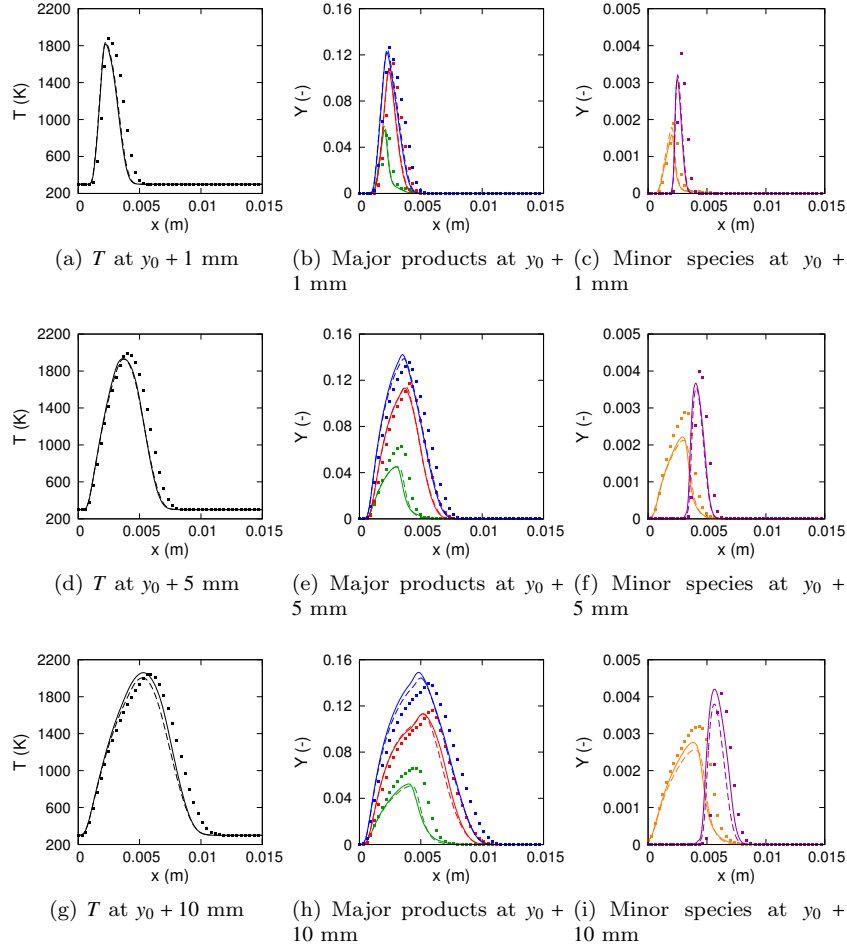 2200
1800
1400
1000
600
200
T (K)
0 0.005 0.01 0.015
x (m)
(a) T at y0 + 1 mm
0.16
0.12
0.08
0.04
0
Y (-)
0 0.005 0.01 0.015
x (m)
(b) Major products at y0 +
1 mm
0.005
0.004
0.003
0.002
0.001
0.000
Y (-)
0 0.005 0.01 0.015
x (m)
(c) Minor species at y0 +
1 mm
2200
1800
1400
1000
600
200
T (K)
0 0.005 0.01 0.015
x (m)
(d) T at y0 + 5 mm
0.16
0.12
0.08
0.04
0
Y (-)
0 0.005 0.01 0.015
x (m)
(e) Major products at y0 +
5 mm
0.005
0.004
0.003
0.002
0.001
0.000
Y (-)
0 0.005 0.01 0.015
x (m)
(f) Minor species at y0 +
5 mm
2200
1800
1400
1000
600
200
T (K)
0 0.005 0.01 0.015
x (m)
(g) T at y0 + 10 mm
0.16
0.12
0.08
0.04
0
Y (-)
0 0.005 0.01 0.015
x (m)
(h) Major products at y0 +
10 mm
0.005
0.004
0.003
0.002
0.001
0.000
Y (-)
0 0.005 0.01 0.015
x (m)
(i) Minor species at y0 +
10 mm